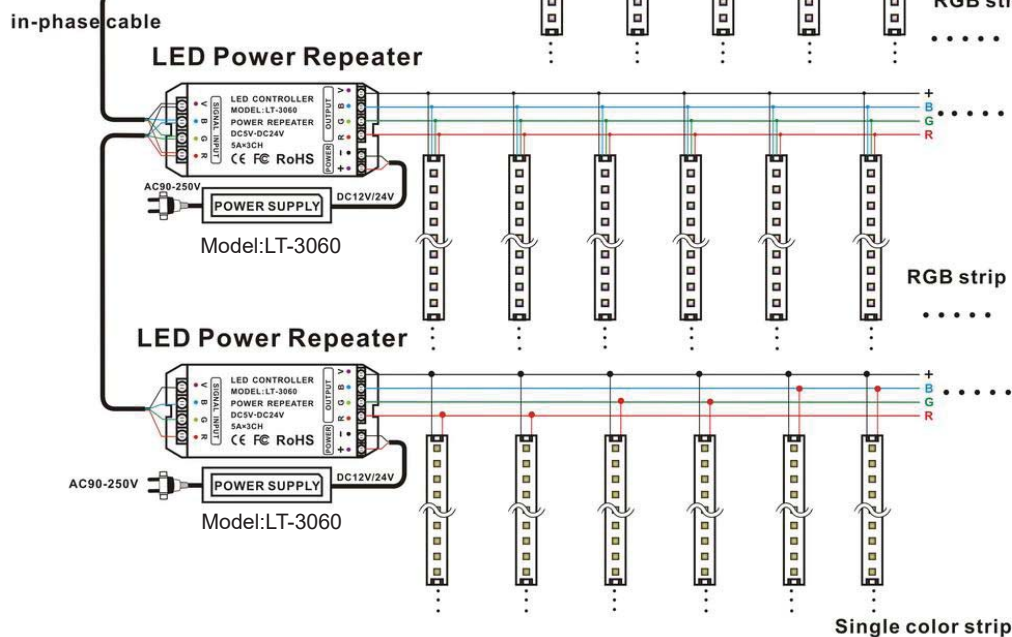 RGB str
in-phase cable
LED Power Repeater
V
B
G
R
SIGNAL INPUT
LED CONTROLLER
MODEL:LT-3060
POWER REPEATER
DC5V-DC24V
5A×3CH
CE FC RoHS
OUTPUT
V
B
G
R
POWER
−
+
+
B
G
R
AC90-250V
POWER SUPPLY
DC12V/24V
Model:LT-3060
RGB strip
LED Power Repeater
V
B
G
R
SIGNAL INPUT
LED CONTROLLER
MODEL:LT-3060
POWER REPEATER
DC5V-DC24V
5A×3CH
CE FC RoHS
OUTPUT
V
B
G
R
POWER
−
+
+
B
G
R
AC90-250V
POWER SUPPLY
DC12V/24V
Model:LT-3060
Single color strip